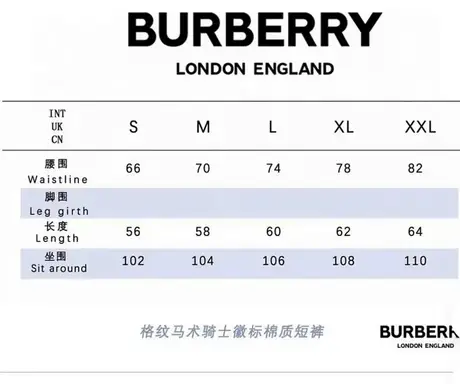 BURBERRY
LONDON ENGLAND
INT
UK
CN
S M L XL XXL
腰围
Waistline
66 70 74 78 82
脚围
Leg girth
长度
Length
56 58 60 62 64
坐围
Sit around
102 104 106 108 110
格纹马术骑士徽标棉质短裤
BURBERR
LONDON ENGLAND